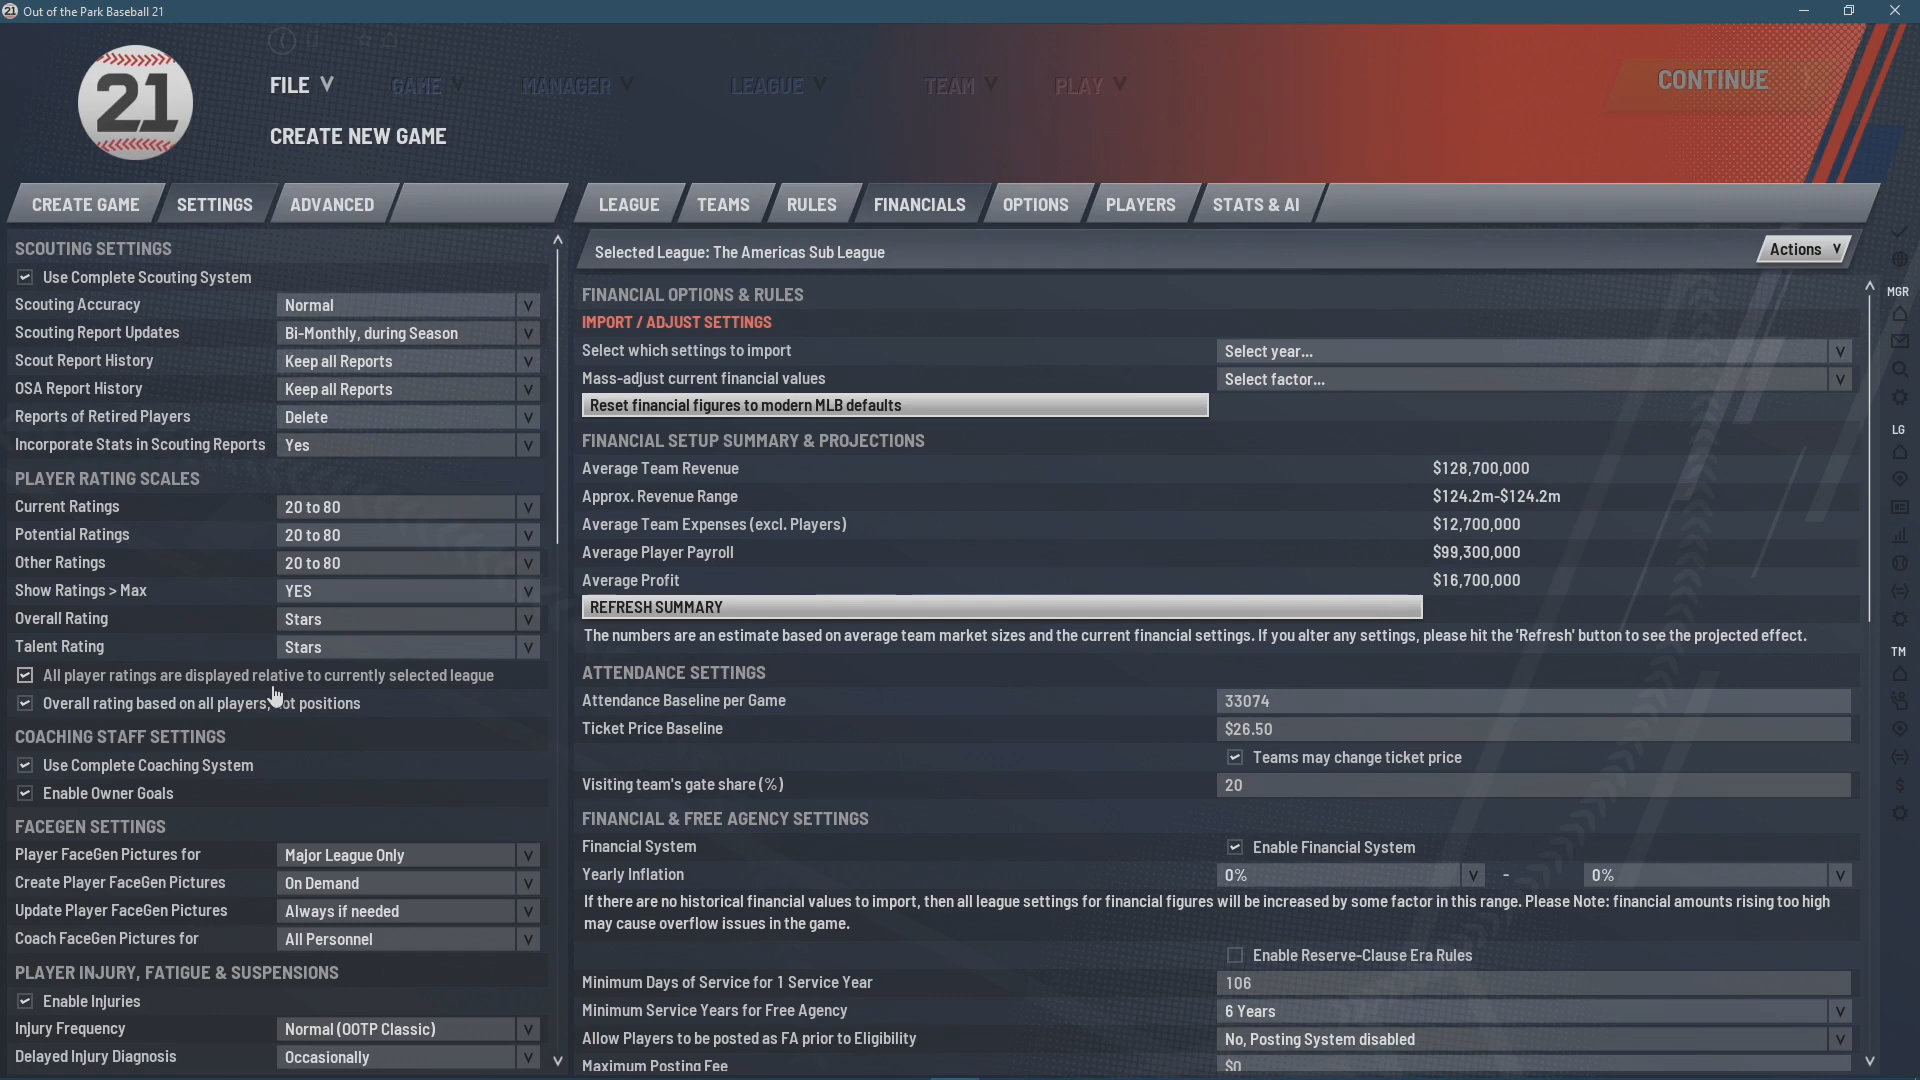 21 Out of the Park Baseball 21
21
FILE
GAME
MANAGER
LEAGUE
TEAM
PLAY
CONTINUE
CREATE NEW GAME
CREATE GAME
SETTINGS
ADVANCED
LEAGUE
TEAMS
RULES
FINANCIALS
OPTIONS
PLAYERS
STATS & AI
SCOUTING SETTINGS
Use Complete Scouting System
Scouting Accuracy Normal
Scouting Report Updates Bi-Monthly, during Season
Scout Report History Keep all Reports
OSA Report History Keep all Reports
Reports of Retired Players Delete
Incorporate Stats in Scouting Reports Yes
PLAYER RATING SCALES
Current Ratings 20 to 80
Potential Ratings 20 to 80
Other Ratings 20 to 80
Show Ratings > Max YES
Overall Rating Stars
Talent Rating Stars
All player ratings are displayed relative to currently selected league
Overall rating based on all players, not positions
COACHING STAFF SETTINGS
Use Complete Coaching System
Enable Owner Goals
FACEGEN SETTINGS
Player FaceGen Pictures for Major League Only
Create Player FaceGen Pictures On Demand
Update Player FaceGen Pictures Always if needed
Coach FaceGen Pictures for All Personnel
PLAYER INJURY, FATIGUE & SUSPENSIONS
Enable Injuries
Injury Frequency Normal (OOTP Classic)
Delayed Injury Diagnosis Occasionally
Selected League: The Americas Sub League
Actions
FINANCIAL OPTIONS & RULES
IMPORT / ADJUST SETTINGS
Select which settings to import Select year...
Mass-adjust current financial values Select factor...
Reset financial figures to modern MLB defaults
FINANCIAL SETUP SUMMARY & PROJECTIONS
Average Team Revenue $128,700,000
Approx. Revenue Range $124.2m-$124.2m
Average Team Expenses (excl. Players) $12,700,000
Average Player Payroll $99,300,000
Average Profit $16,700,000
REFRESH SUMMARY
The numbers are an estimate based on average team market sizes and the current financial settings. If you alter any settings, please hit the 'Refresh' button to see the projected effect.
ATTENDANCE SETTINGS
Attendance Baseline per Game 33074
Ticket Price Baseline $26.50
Teams may change ticket price
Visiting team's gate share (%) 20
FINANCIAL & FREE AGENCY SETTINGS
Financial System Enable Financial System
Yearly Inflation 0% - 0%
If there are no historical financial values to import, then all league settings for financial figures will be increased by some factor in this range. Please Note: financial amounts rising too high
may cause overflow issues in the game.
Enable Reserve-Clause Era Rules
Minimum Days of Service for 1 Service Year 106
Minimum Service Years for Free Agency 6 Years
Allow Players to be posted as FA prior to Eligibility No, Posting System disabled
Maximum Posting Fee $0
MGR
LG
TM